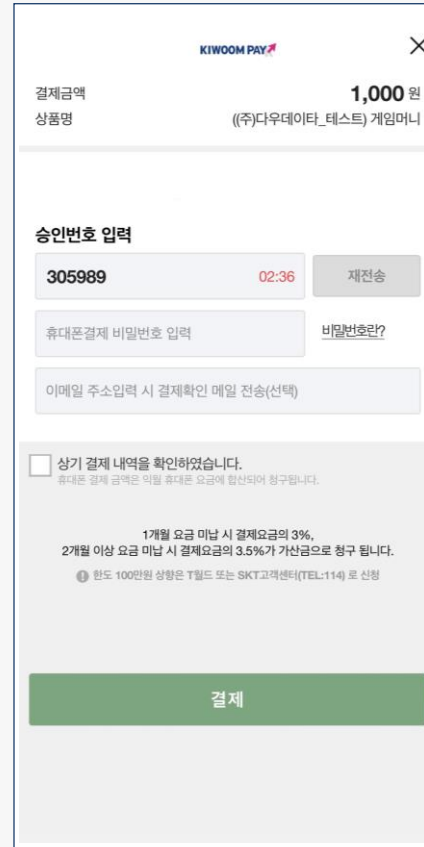 KIWOOM PAY
결제금액 1,000 원
상품명 ((주)다우데이타_테스트) 게임머니
승인번호 입력
305989 02:36 재전송
휴대폰결제 비밀번호 입력 비밀번호란?
이메일 주소입력 시 결제확인 메일 전송(선택)
상기 결제 내역을 확인하였습니다.
휴대폰 결제 금액은 익월 휴대폰 요금에 합산되어 청구됩니다.
1개월 요금 미납 시 결제요금의 3%,
2개월 이상 요금 미납 시 결제요금의 3.5%가 가산금으로 청구 됩니다.
한도 100만원 상향은 T월드 또는 SKT고객센터(TEL:114) 로 신청
결제